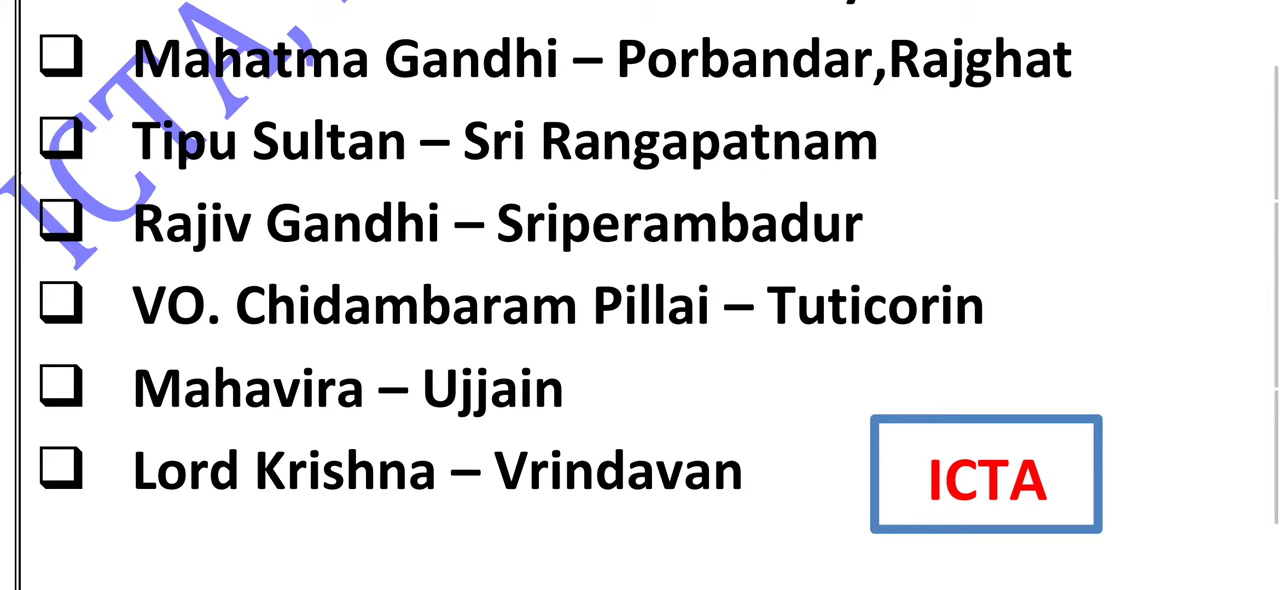 Mahatma Gandhi – Porbandar,Rajghat
Tipu Sultan – Sri Rangapatnam
Rajiv Gandhi – Sriperambadur
VO. Chidambaram Pillai – Tuticorin
Mahavira – Ujjain
Lord Krishna – Vrindavan
ICTA
ICTA,